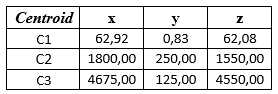 Centroid x y z
C1 62,92 0,83 62,08
C2 1800,00 250,00 1550,00
C3 4675,00 125,00 4550,00